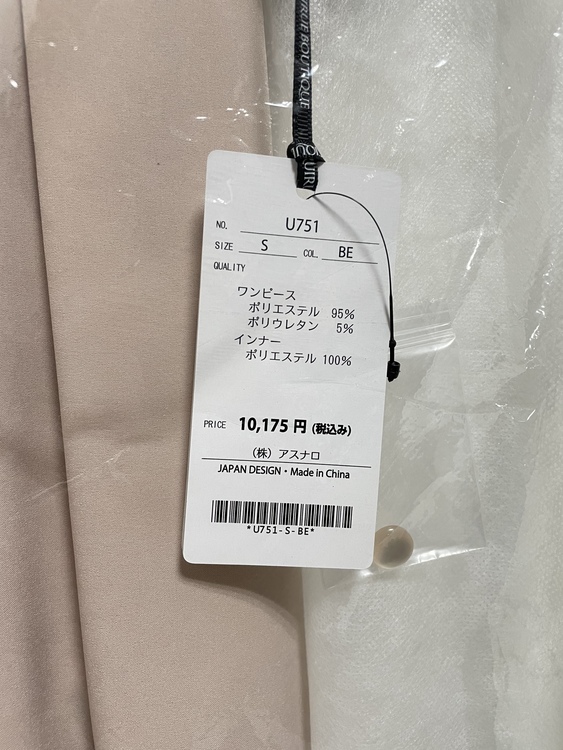 TRUE BOUTIQUE
NO. U751
SIZE S COL. BE
QUALITY
ワンピース
ポリエステル 95%
ポリウレタン 5%
インナー
ポリエステル 100%
PRICE 10,175 円 (税込み)
(株) アスナロ
JAPAN DESIGN・Made in China
*U751-S-BE*